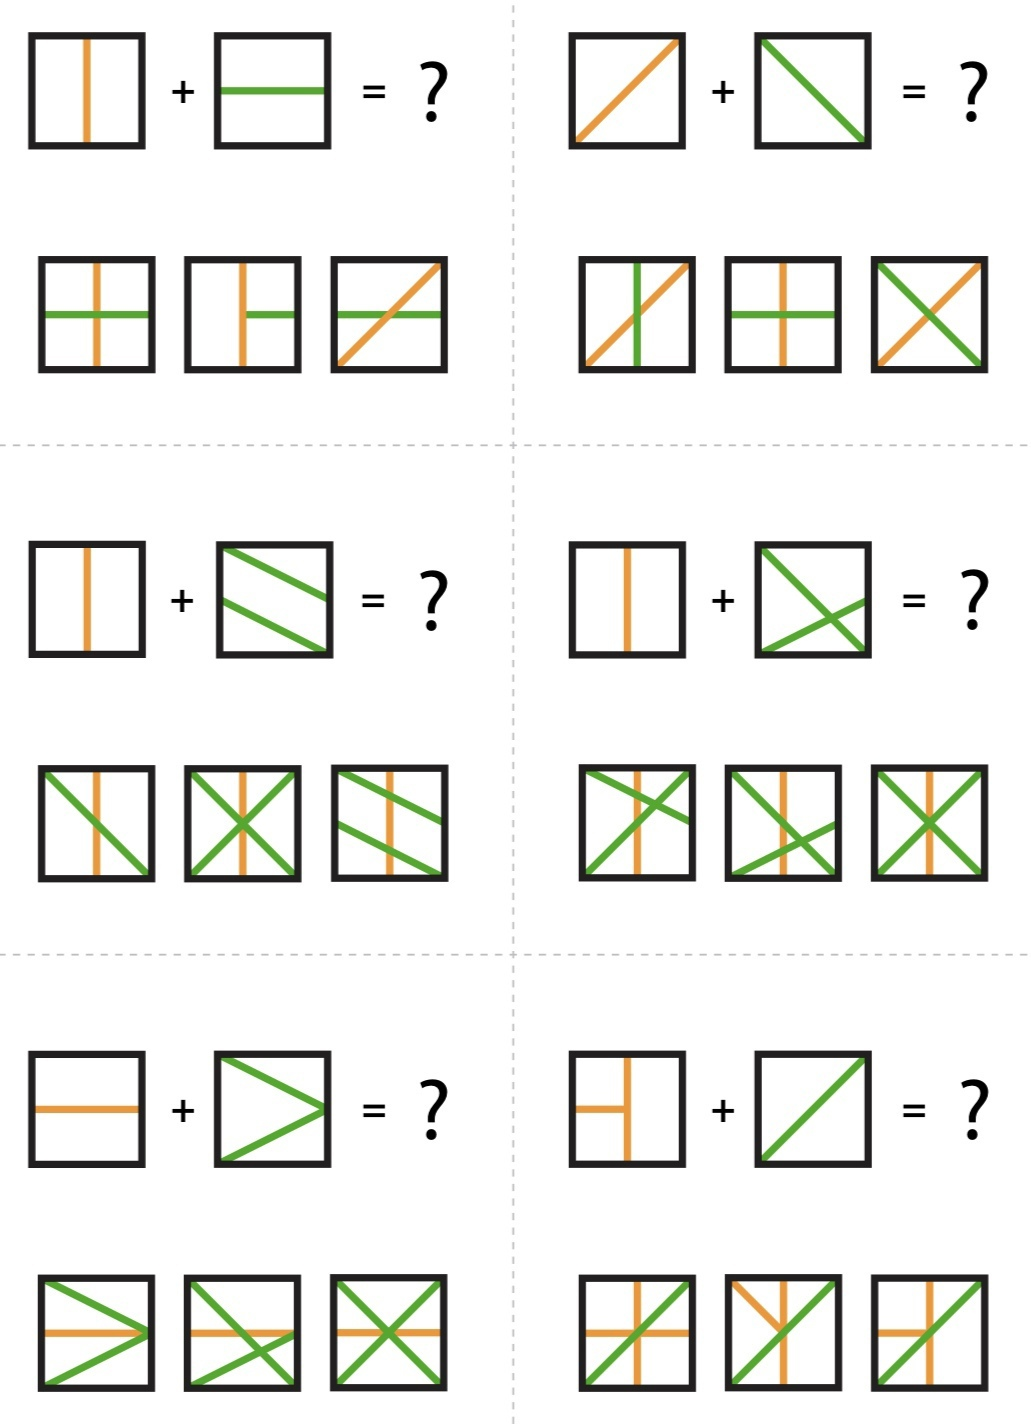 + = ?
+ = ?
+ = ?
+ = ?
+ = ?
+ = ?